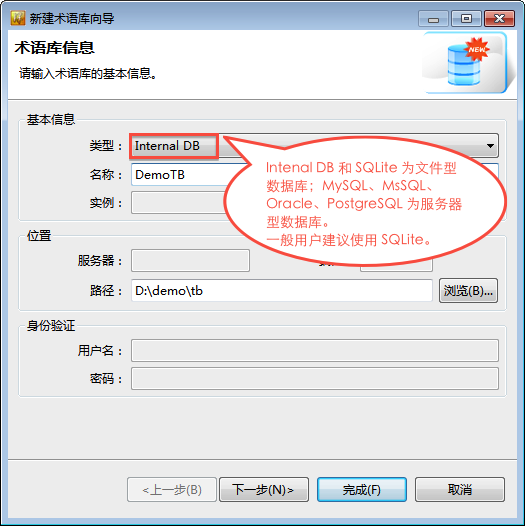 新建术语库向导
术语库信息
请输入术语库的基本信息。
NEW
基本信息
类型： Internal DB
Intenal DB 和 SQLite 为文件型
数据库；MySQL、MsSQL、
Oracle、PostgreSQL 为服务器
型数据库。
一般用户建议使用 SQLite。
名称： DemoTB
实例：
位置
服务器：
路径： D:\demo\tb 浏览(B)...
身份验证
用户名：
密码：
<上一步(B) 下一步(N)> 完成(F) 取消